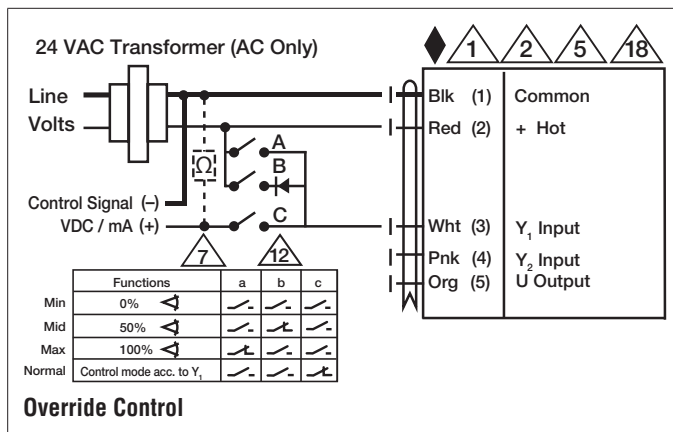 24 VAC Transformer (AC Only)
1 2 5 18
Line
Volts
Blk (1) Common
Red (2) + Hot
A
B
Ω
C
Control Signal (–)
VDC / mA (+)
Wht (3) Y1 Input
Pnk (4) Y2 Input
Org (5) U Output
7 12
Functions a b c
Min 0%
Mid 50%
Max 100%
Normal Control mode acc. to Y1
Override Control